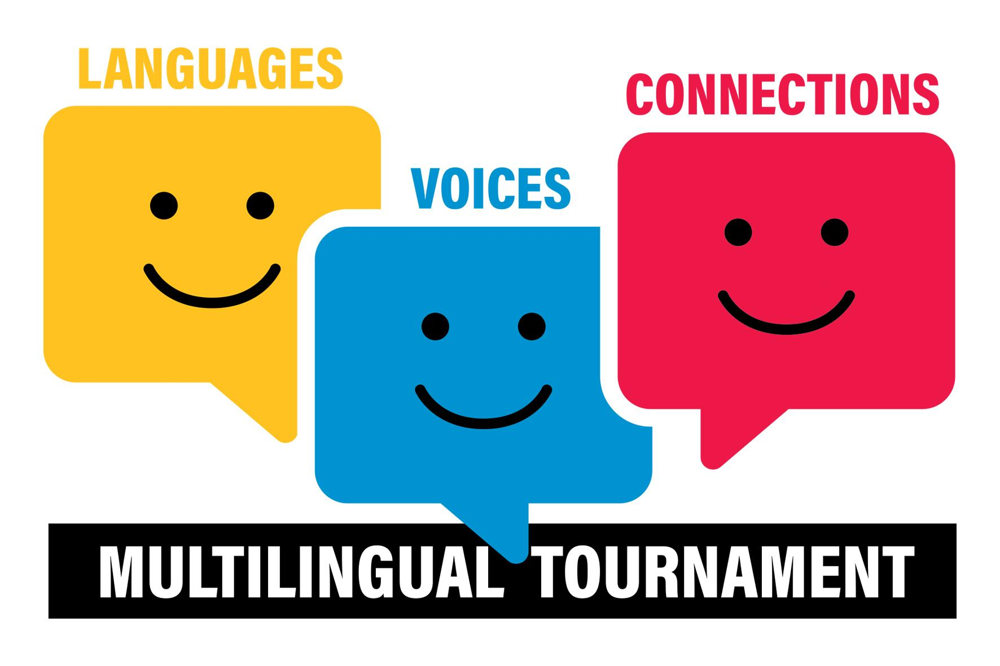 LANGUAGES
VOICES
CONNECTIONS
MULTILINGUAL TOURNAMENT